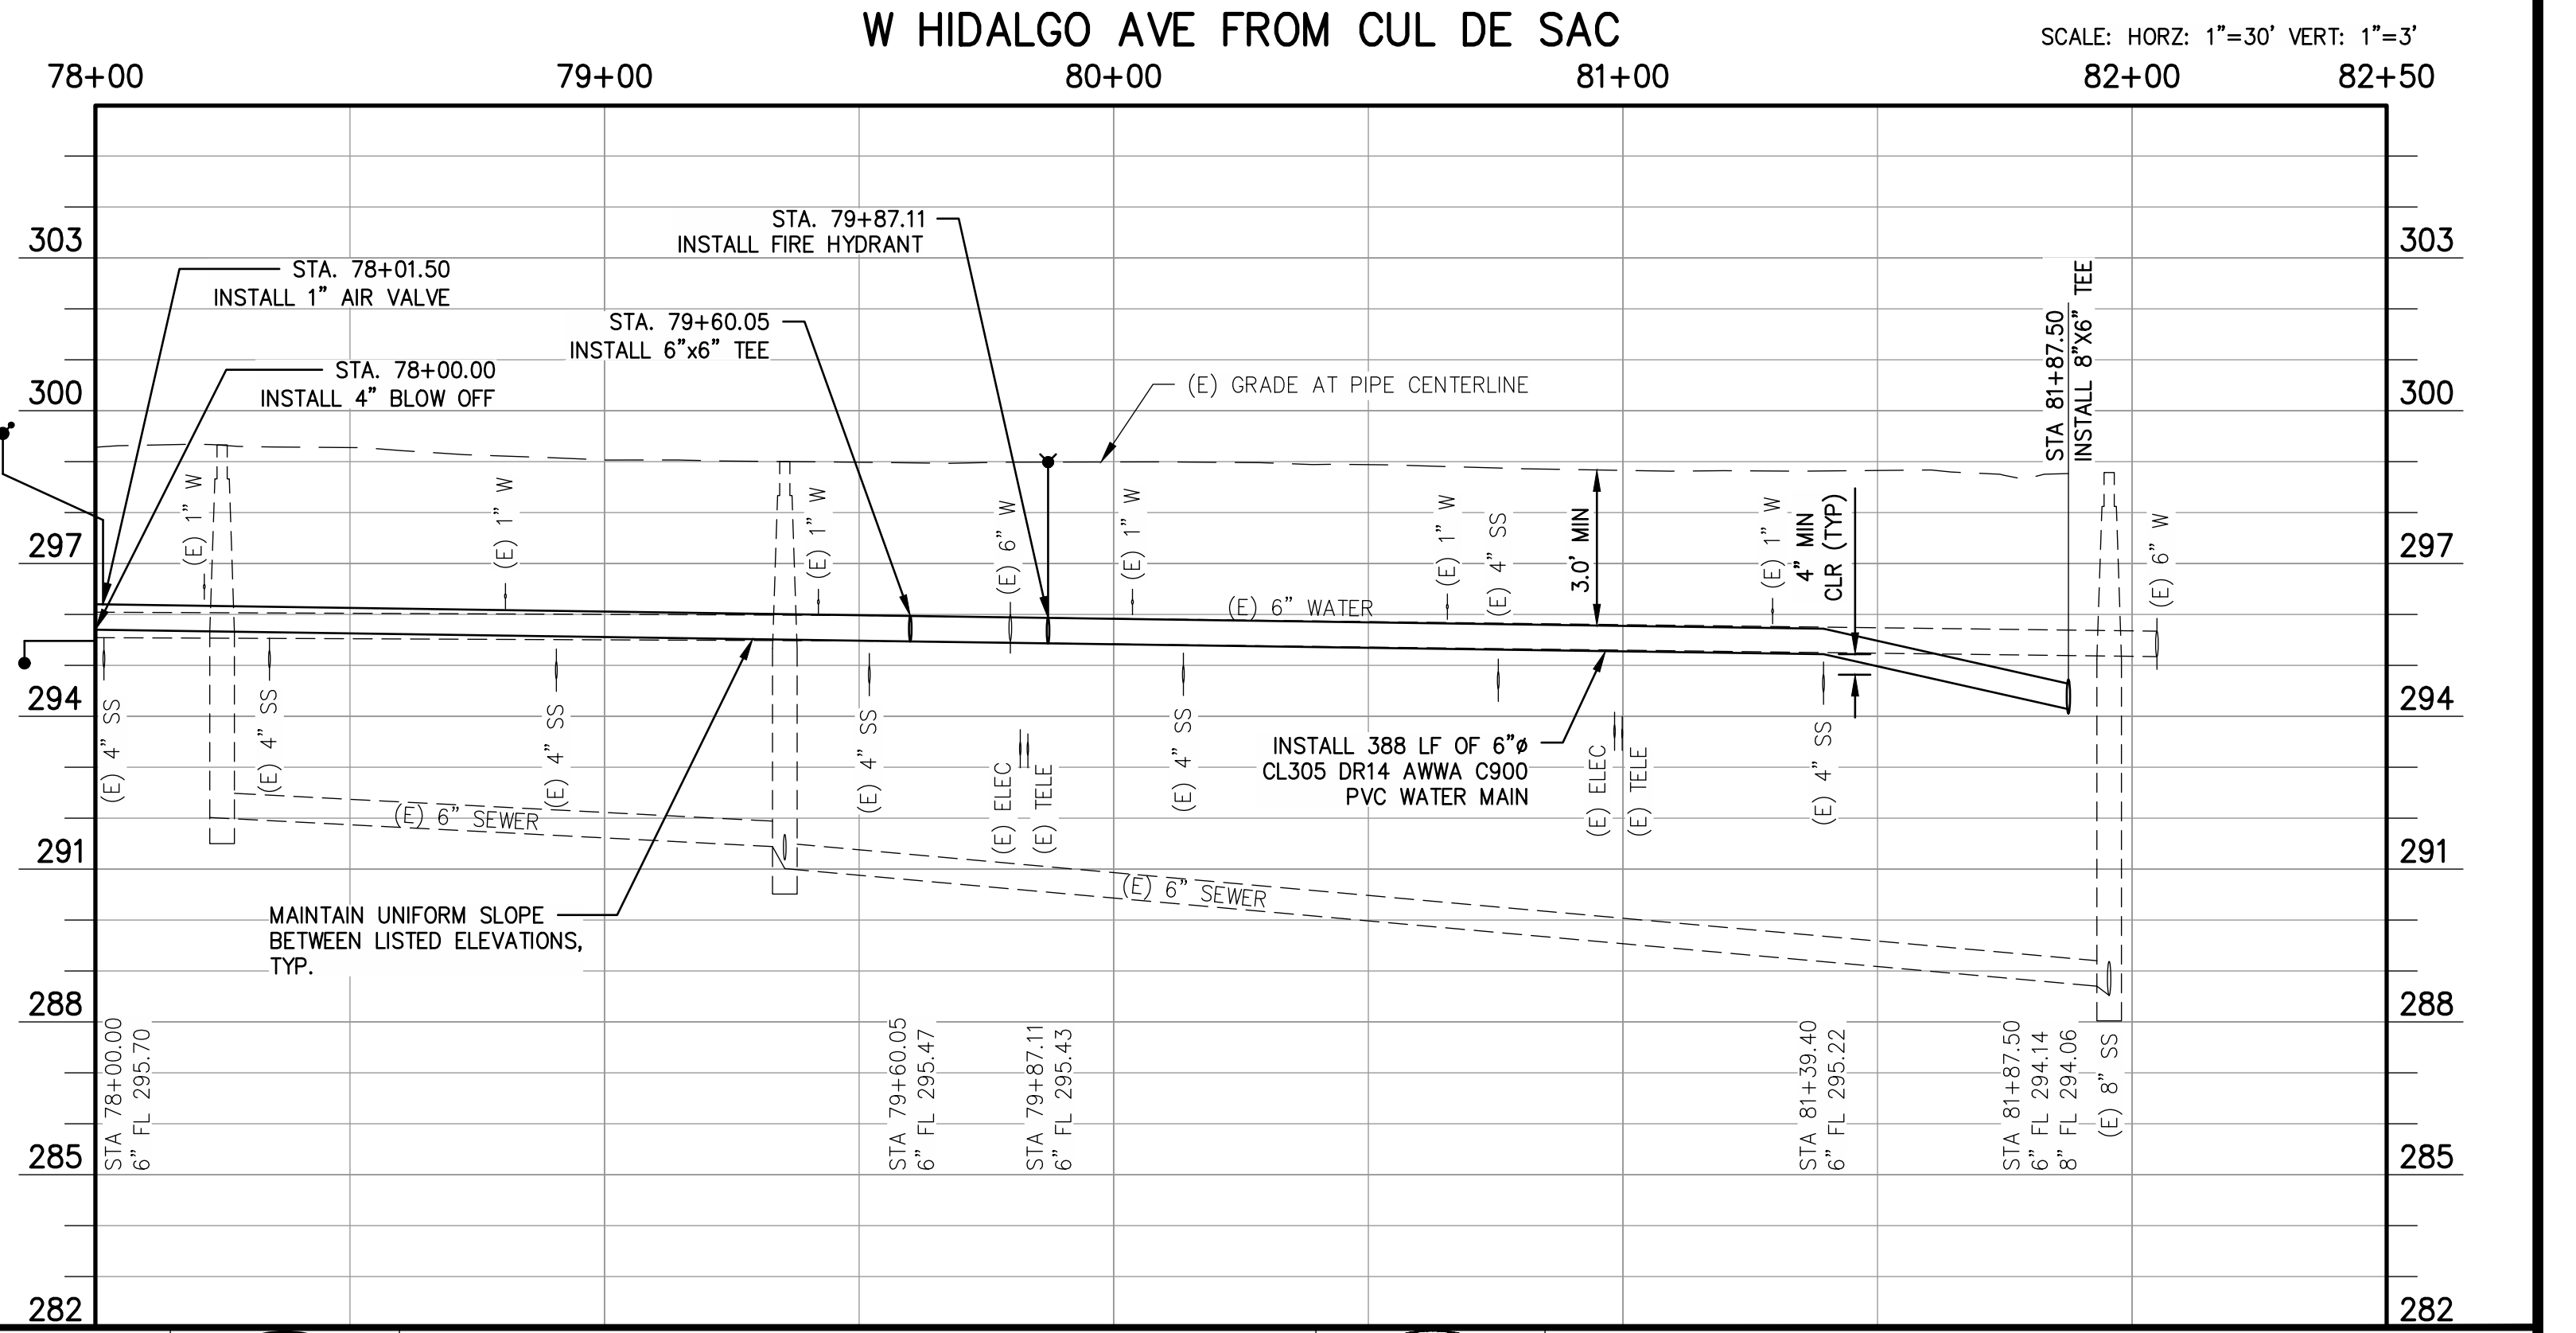 W HIDALGO AVE FROM CUL DE SAC
SCALE: HORZ: 1"=30' VERT: 1"=3'
78+00 79+00 80+00 81+00 82+00 82+50
STA. 79+87.11
INSTALL FIRE HYDRANT
303 303
STA. 78+01.50
INSTALL 1" AIR VALVE
STA. 79+60.05
INSTALL 6"x6" TEE
STA 81+87.50
INSTALL 8"X6" TEE
STA. 78+00.00
INSTALL 4" BLOW OFF
(E) GRADE AT PIPE CENTERLINE
300 300
(E) 1" W
(E) 1" W
(E) 1" W
(E) 6" W
(E) 1" W
(E) 1" W
(E) 4" SS
3.0' MIN
(E) 1" W
4" MIN
CLR (TYP)
(E) 6" W
297 297
(E) 6" WATER
294 294
(E) 4" SS
(E) 4" SS
(E) 4" SS
(E) 4" SS
(E) ELEC
(E) TELE
(E) 4" SS
INSTALL 388 LF OF 6"ø
CL305 DR14 AWWA C900
PVC WATER MAIN
(E) ELEC
(E) TELE
(E) 4" SS
(E) 6" SEWER
291 291
(E) 6" SEWER
MAINTAIN UNIFORM SLOPE
BETWEEN LISTED ELEVATIONS,
TYP.
288 288
STA 78+00.00
6" FL 295.70
STA 79+60.05
6" FL 295.47
STA 79+87.11
6" FL 295.43
STA 81+39.40
6" FL 295.22
STA 81+87.50
6" FL 294.14
8" FL 294.06
(E) 8" SS
285 285
282 282